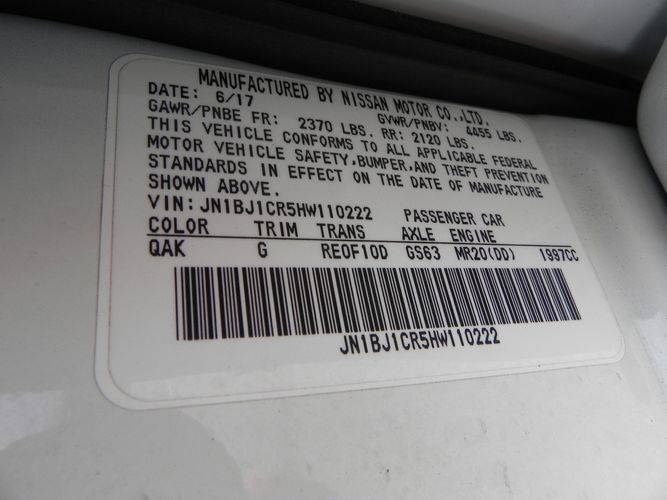 MANUFACTURED BY NISSAN MOTOR CO.,LTD.
DATE: 6/17 GVWR/PNBV: 4455 LBS.
GAWR/PNBE FR: 2370 LBS. RR: 2120 LBS.
THIS VEHICLE CONFORMS TO ALL APPLICABLE FEDERAL
MOTOR VEHICLE SAFETY,BUMPER,AND THEFT PREVENTION
STANDARDS IN EFFECT ON THE DATE OF MANUFACTURE
SHOWN ABOVE.
VIN: JN1BJ1CR5HW110222 PASSENGER CAR
COLOR TRIM TRANS AXLE ENGINE
QAK G RE0F10D GS63 MR20(DD) 1997CC
JN1BJ1CR5HW110222